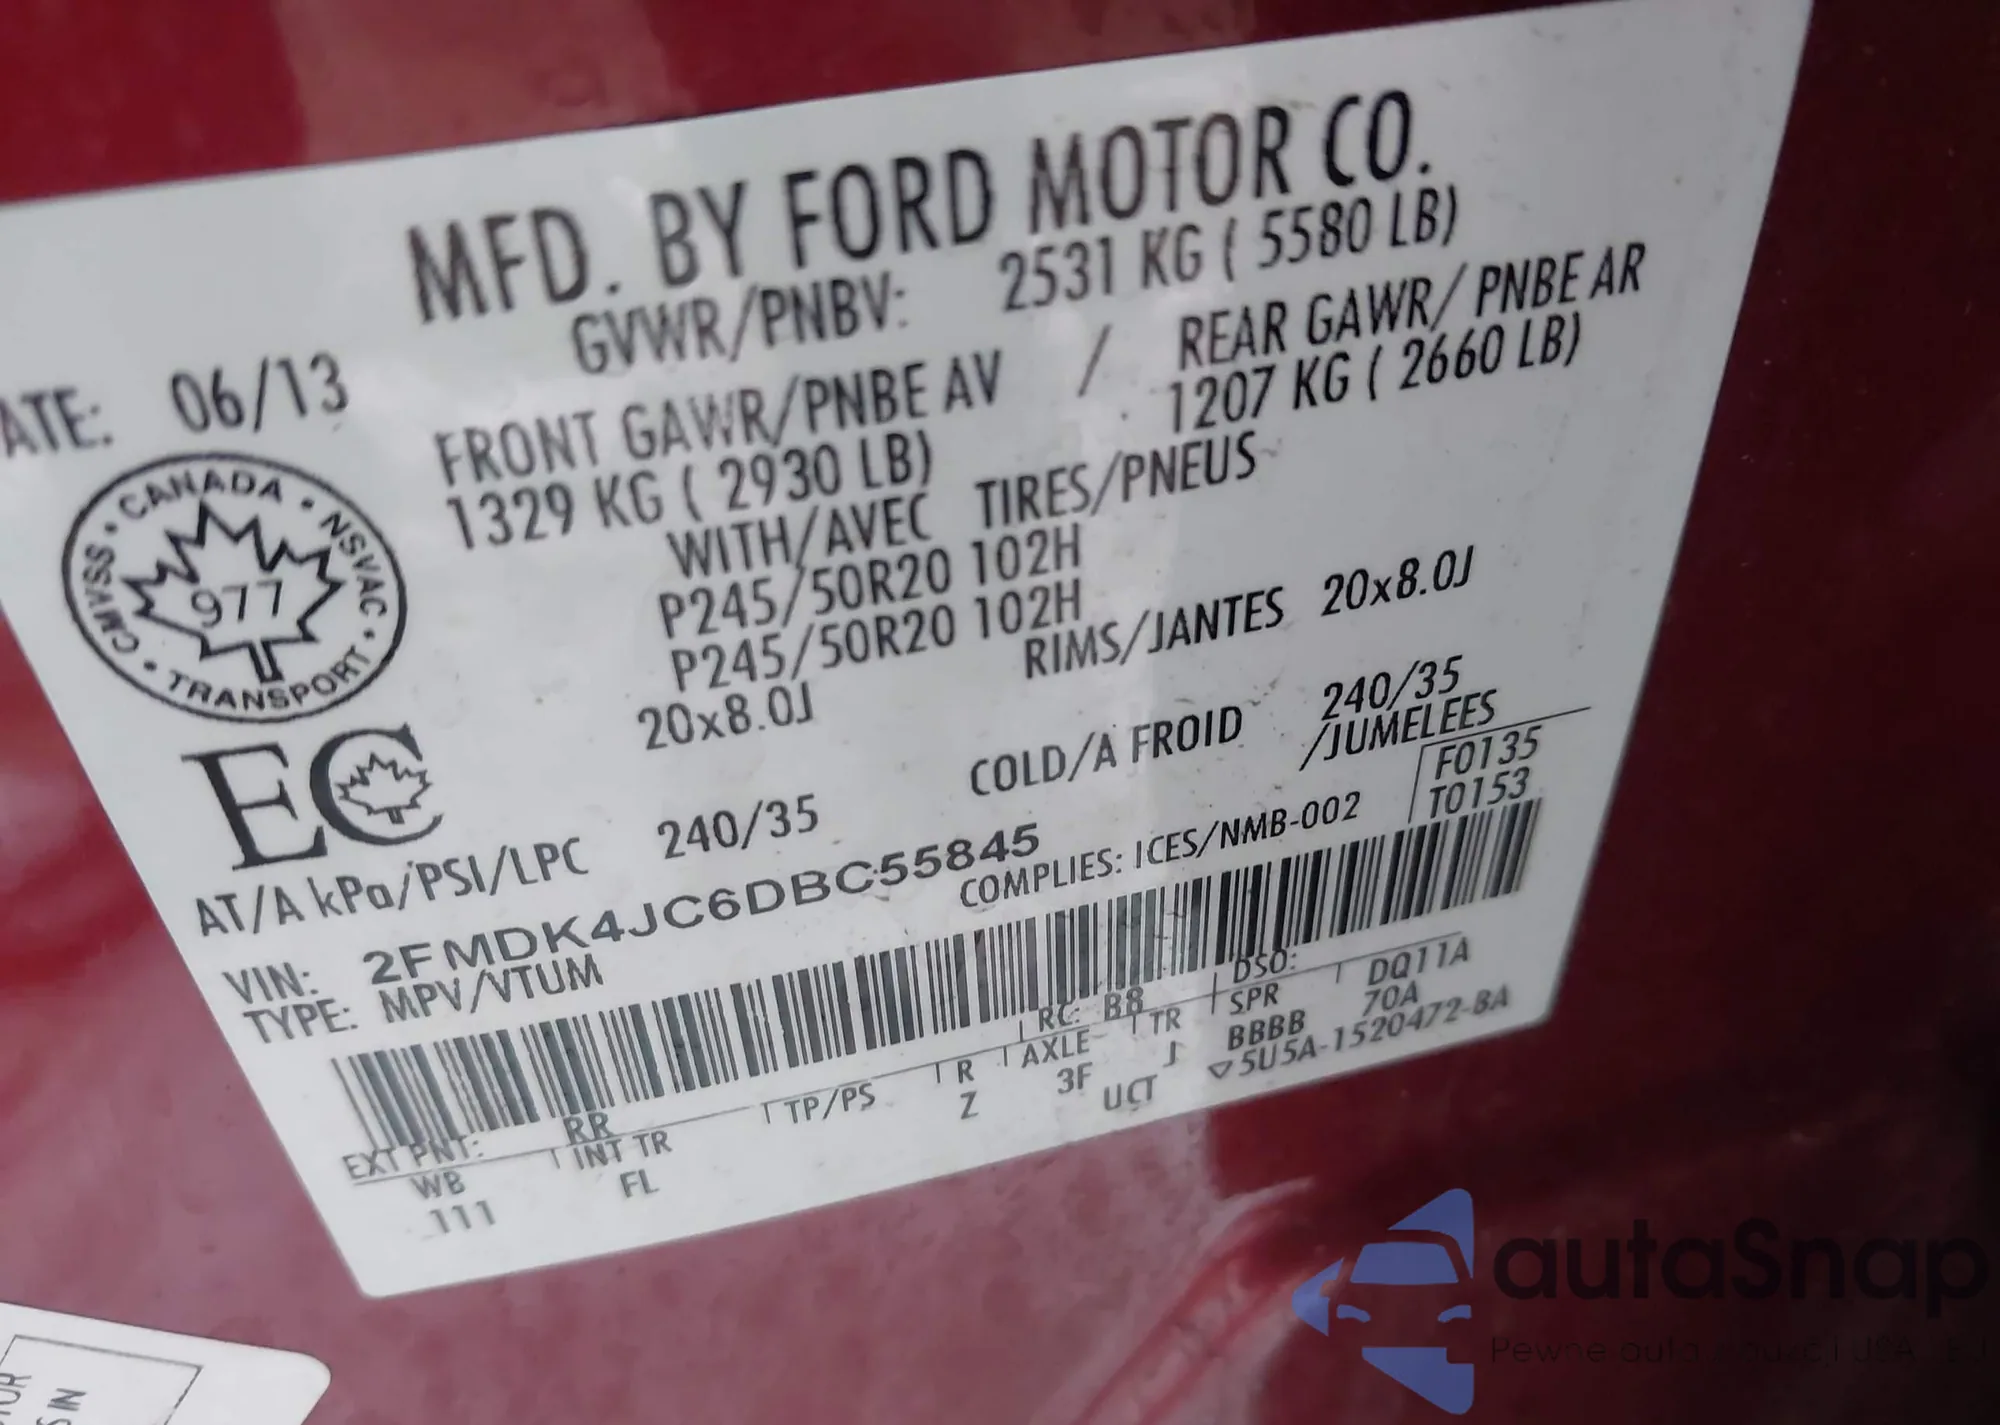 MFD. BY FORD MOTOR CO.
ATE: 06/13
GVWR/PNBV: 2531 KG ( 5580 LB)
FRONT GAWR/PNBE AV / REAR GAWR/ PNBE AR
1329 KG ( 2930 LB) 1207 KG ( 2660 LB)
WITH/AVEC TIRES/PNEUS
P245/50R20 102H
P245/50R20 102H
20x8.0J RIMS/JANTES 20x8.0J
CANADA · NSVAC · TRANSPORT · CMVSS ·
977
EC
AT/A kPa/PSI/LPC 240/35 COLD/A FROID 240/35
/JUMELEES
VIN: 2FMDK4JC6DBC55845
COMPLIES: ICES/NMB-002
F0135
T0153
TYPE: MPV/VTUM
EXT PNT: RR RC: B8 DSO:
WB INT TR TP/PS R AXLE TR SPR DQ11A
111 FL Z 3F J BBBB 70A
UCT ▽5U5A-1520472-BA
autaSnap
S IN